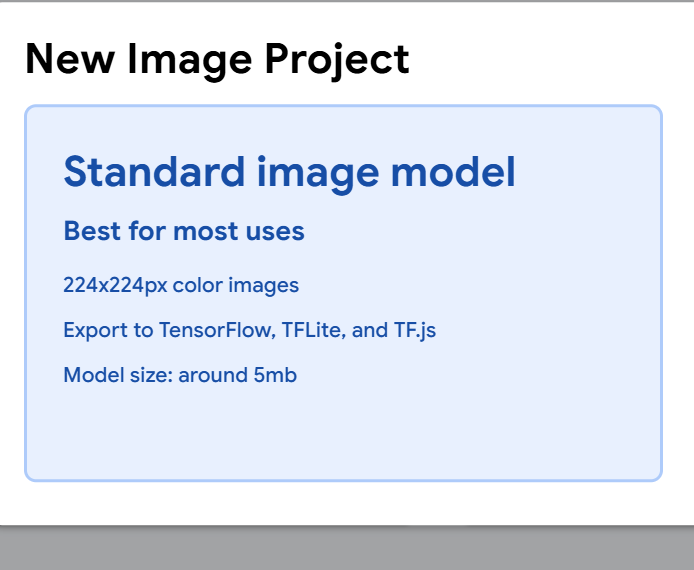 New Image Project
Standard image model
Best for most uses
224x224px color images
Export to TensorFlow, TFLite, and TF.js
Model size: around 5mb